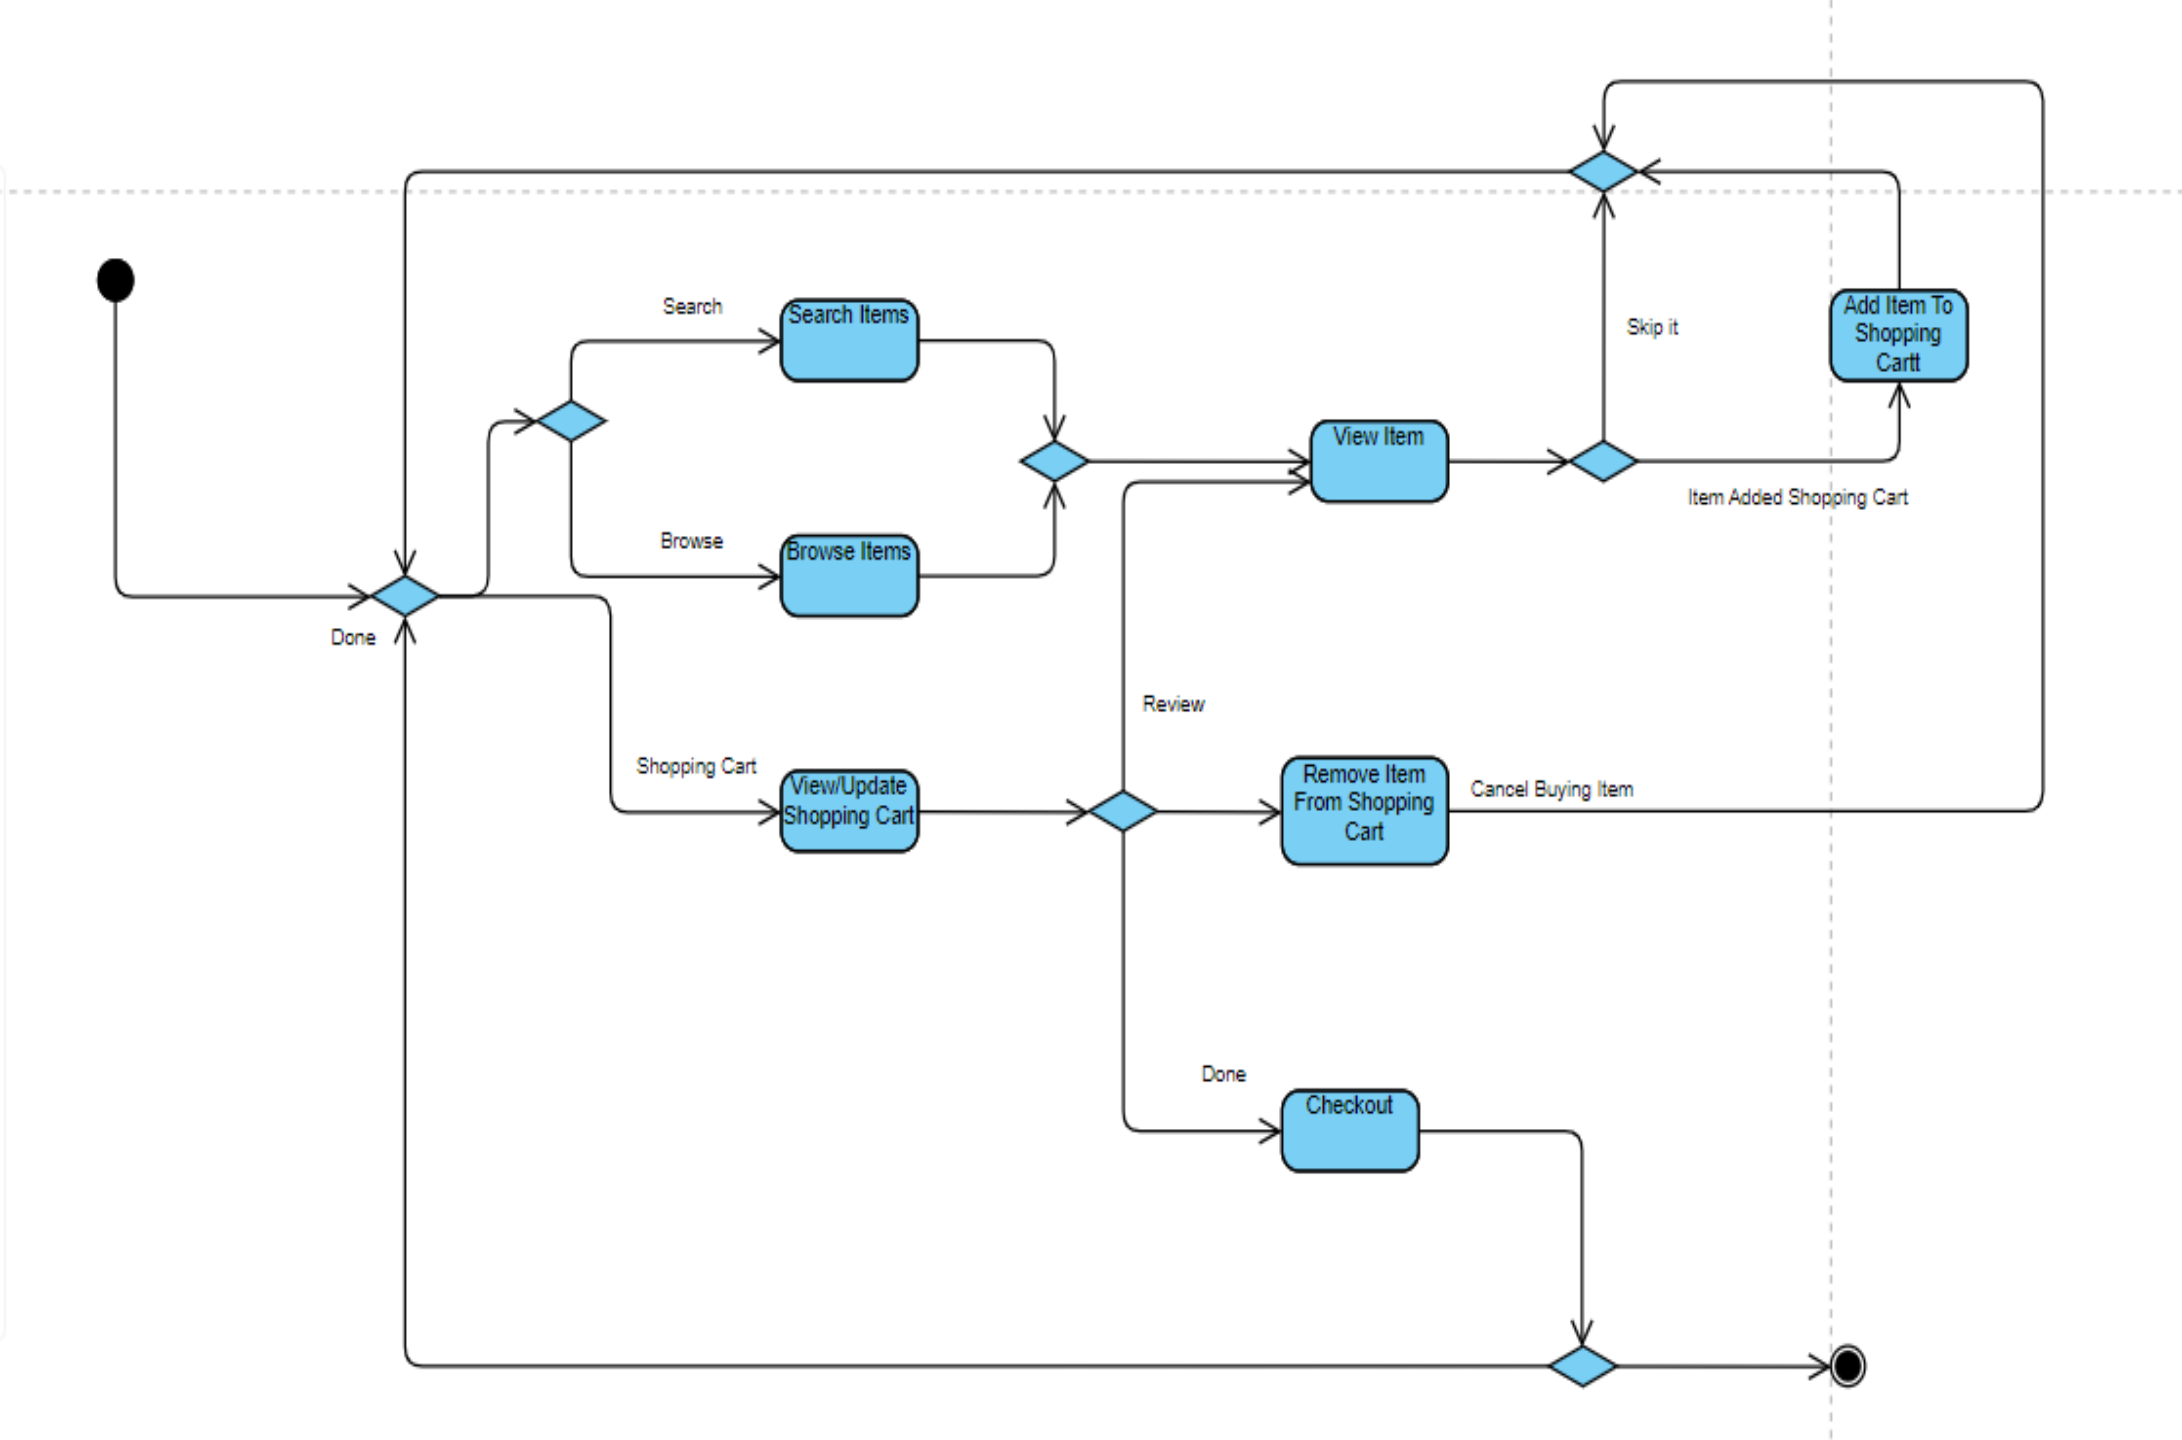 Search
Search Items
Skip it
Add Item To
Shopping
Cartt
View Item
Item Added Shopping Cart
Browse
Browse Items
Done
Review
Shopping Cart
View/Update
Shopping Cart
Remove Item
From Shopping
Cart
Cancel Buying Item
Done
Checkout